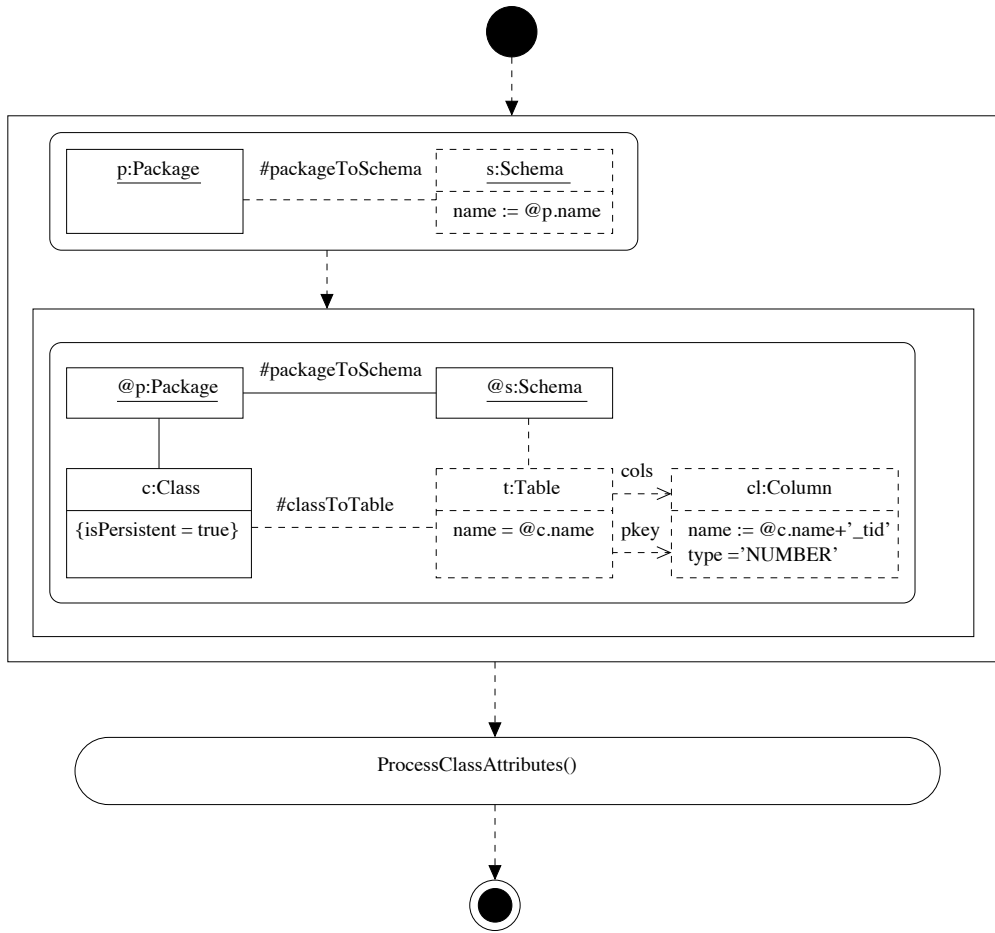 p:Package
#packageToSchema
s:Schema
name := @p.name
@p:Package
#packageToSchema
@s:Schema
c:Class
{isPersistent = true}
#classToTable
t:Table
name = @c.name
cols
pkey
cl:Column
name := @c.name+’_tid’
type =’NUMBER’
ProcessClassAttributes()